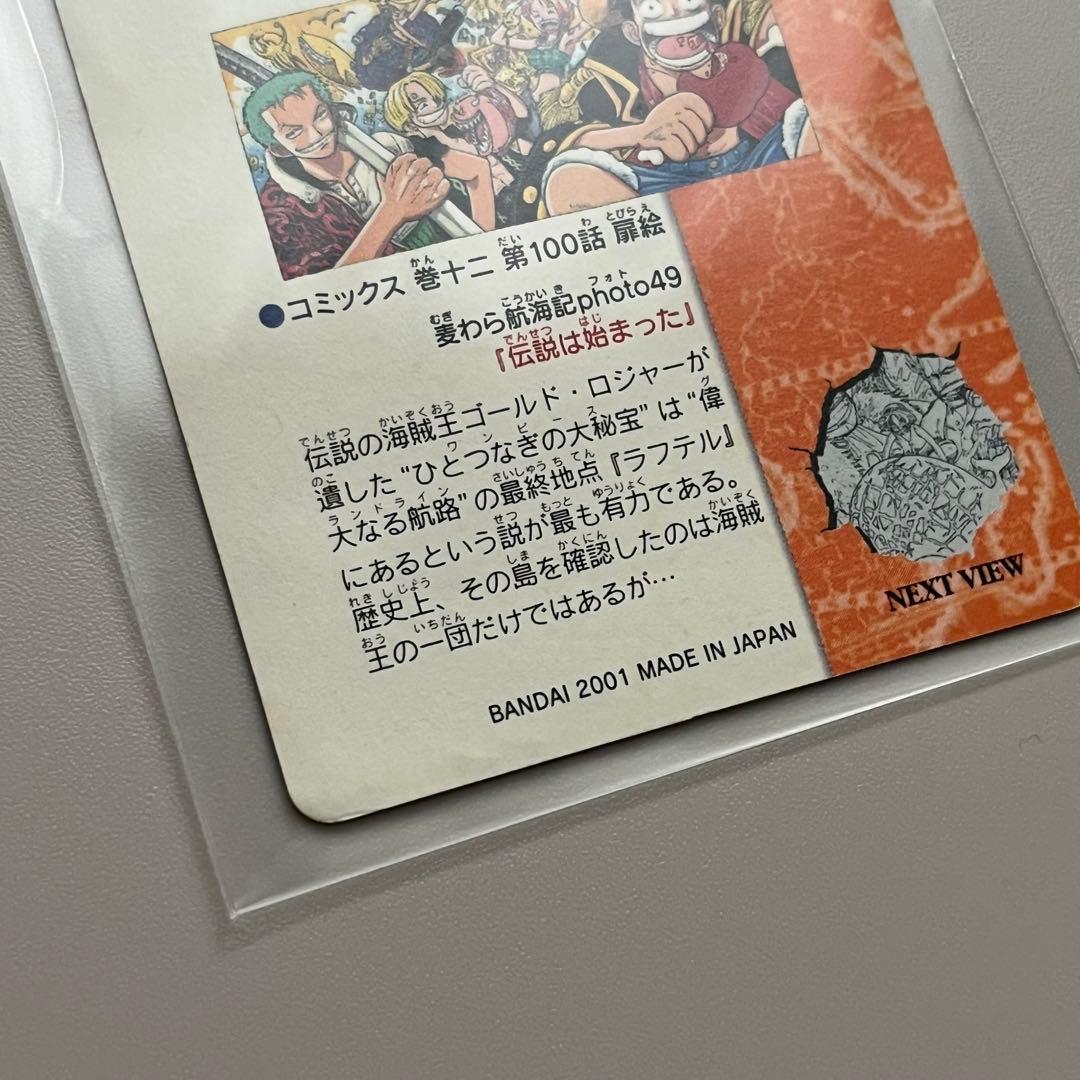 ●コミックス 巻十二 第100話 扉絵
麦わら航海記photo49
『伝説は始まった』
伝説の海賊王ゴールド・ロジャーが
遺した“ひとつなぎの大秘宝”は“偉
大なる航路”の最終地点『ラフテル』
にあるという説が最も有力である。
歴史上、その島を確認したのは海賊
王の一団だけではあるが…
BANDAI 2001 MADE IN JAPAN
NEXT VIEW